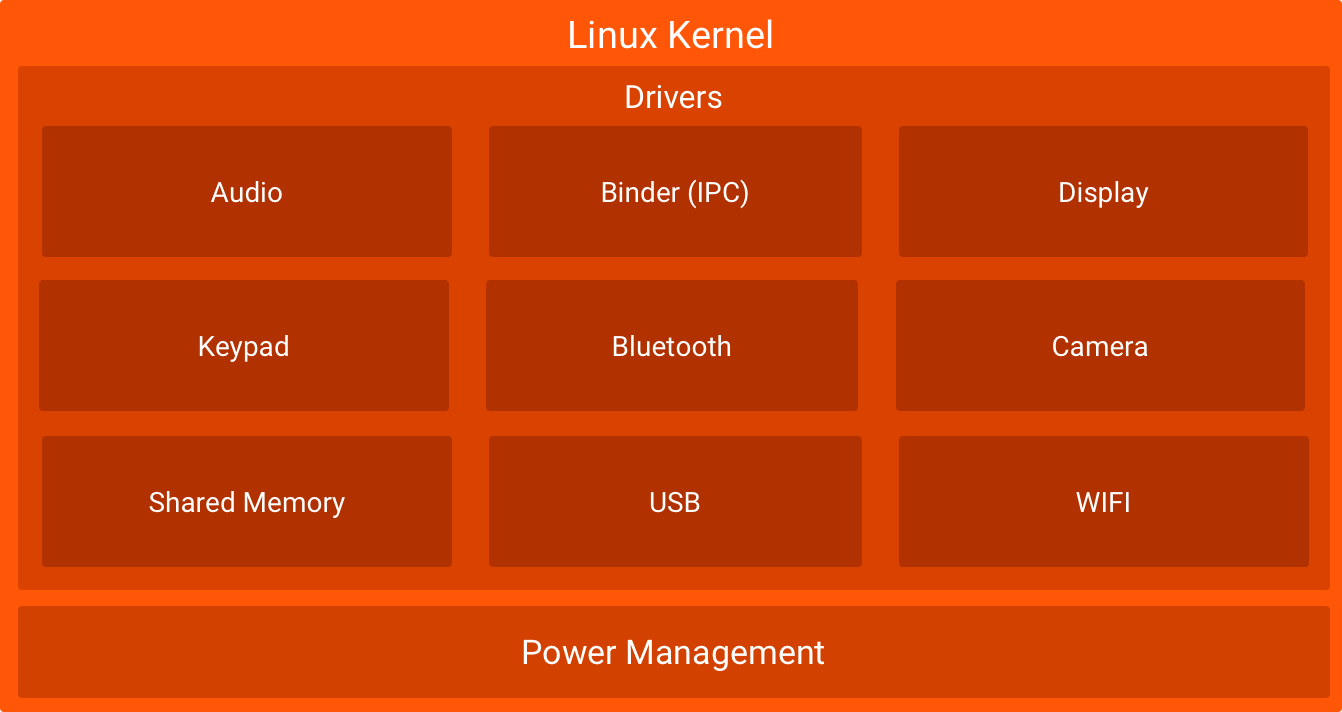 Linux Kernel
Drivers
Audio
Binder (IPC)
Display
Keypad
Bluetooth
Camera
Shared Memory
USB
WIFI
Power Management